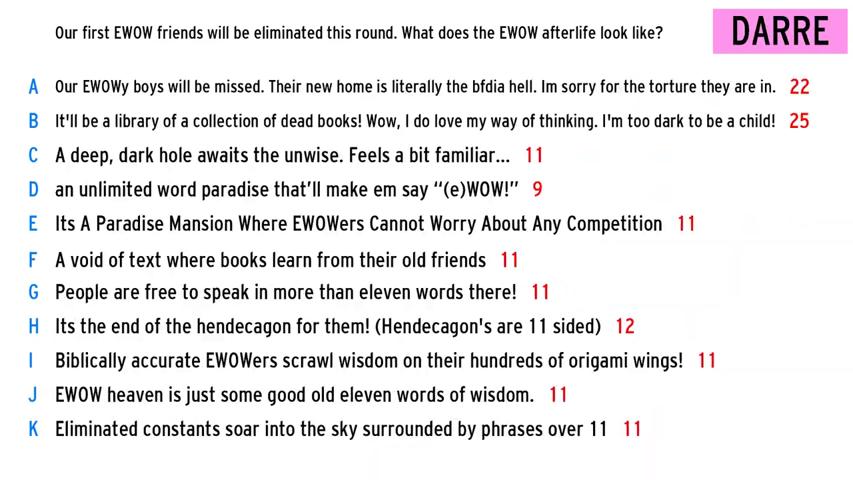 Our first EWOW friends will be eliminated this round. What does the EWOW afterlife look like?
DARRE
A Our EWOWy boys will be missed. Their new home is literally the bfdia hell. Im sorry for the torture they are in. 22
B It'll be a library of a collection of dead books! Wow, I do love my way of thinking. I'm too dark to be a child! 25
C A deep, dark hole awaits the unwise. Feels a bit familiar... 11
D an unlimited word paradise that'll make em say “(e)WOW!” 9
E Its A Paradise Mansion Where EWOWers Cannot Worry About Any Competition 11
F A void of text where books learn from their old friends 11
G People are free to speak in more than eleven words there! 11
H Its the end of the hendecagon for them! (Hendecagon's are 11 sided) 12
I Biblically accurate EWOWers scrawl wisdom on their hundreds of origami wings! 11
J EWOW heaven is just some good old eleven words of wisdom. 11
K Eliminated constants soar into the sky surrounded by phrases over 11 11